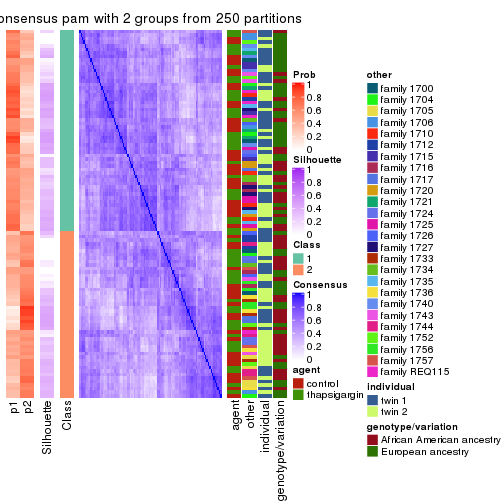 onsensus pam with 2 groups from 250 partitions
p1
p2
Silhouette
Class
agent
other
individual
genotype/variation
Prob
1
0.8
0.6
0.4
0.2
0
Silhouette
1
0.8
0.6
0.4
0.2
0
Class
1
2
Consensus
1
0.8
0.6
0.4
0.2
0
agent
control
thapsigargin
other
family 1700
family 1704
family 1705
family 1706
family 1710
family 1712
family 1715
family 1716
family 1717
family 1720
family 1721
family 1724
family 1725
family 1726
family 1727
family 1733
family 1734
family 1735
family 1736
family 1740
family 1743
family 1744
family 1752
family 1756
family 1757
family REQ115
individual
twin 1
twin 2
genotype/variation
African American ancestry
European ancestry